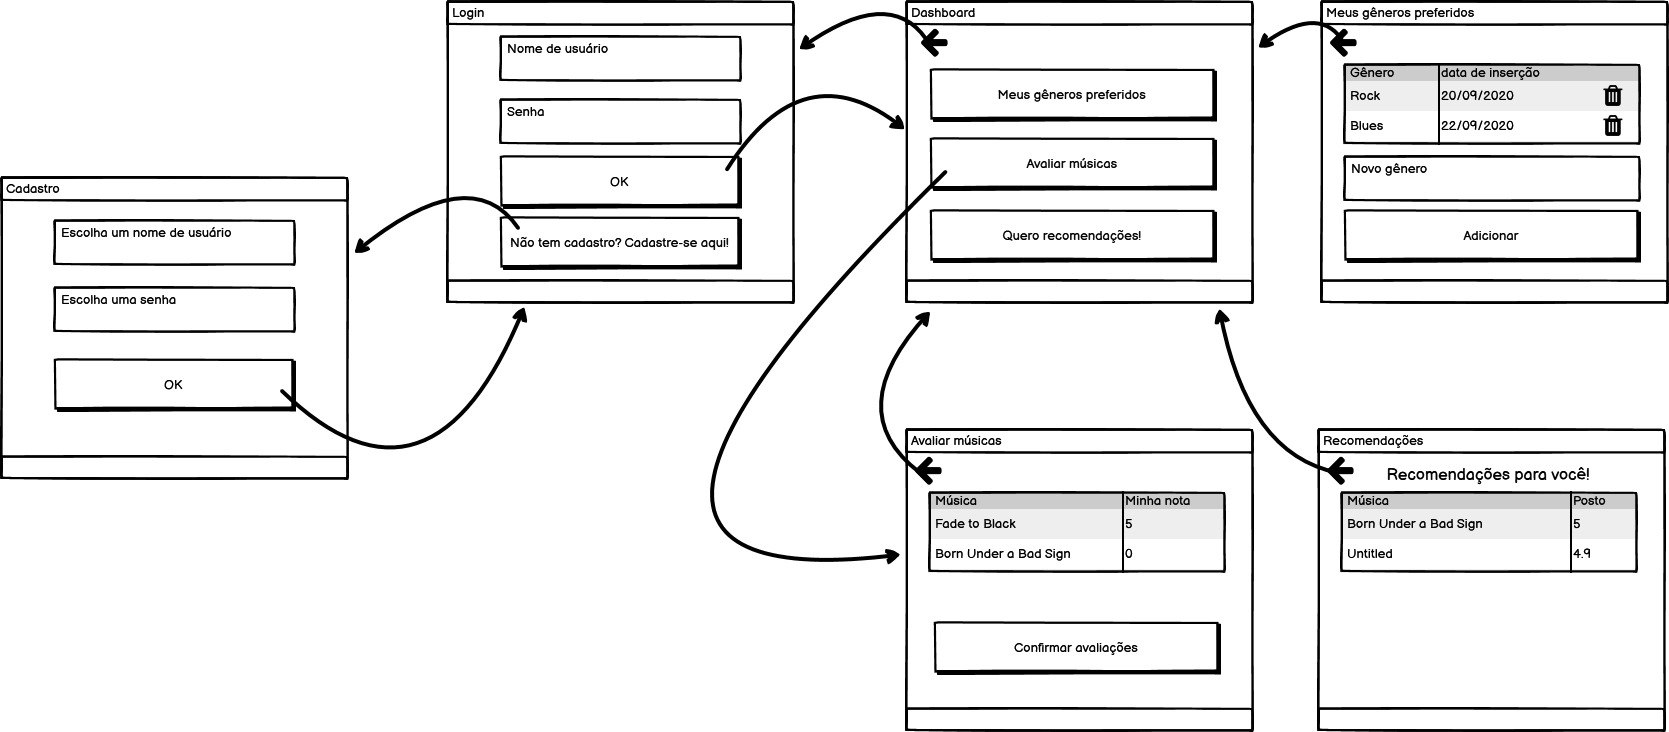 Login
Nome de usuário
Senha
OK
Não tem cadastro? Cadastre-se aqui!
Dashboard
Meus gêneros preferidos
Avaliar músicas
Quero recomendações!
Meus gêneros preferidos
Gênero data de inserção
Rock 20/09/2020
Blues 22/09/2020
Novo gênero
Adicionar
Cadastro
Escolha um nome de usuário
Escolha uma senha
OK
Avaliar músicas
Música Minha nota
Fade to Black 5
Born Under a Bad Sign 0
Confirmar avaliações
Recomendações
Recomendações para você!
Música Posto
Born Under a Bad Sign 5
Untitled 4.9